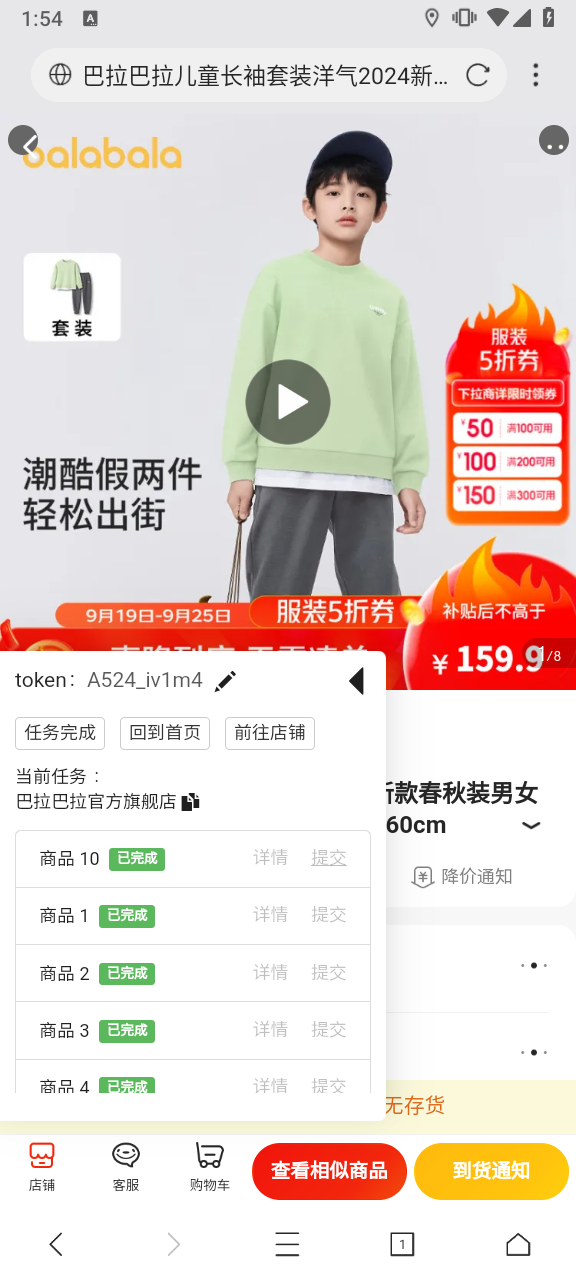 1:54
A
巴拉巴拉儿童长袖套装洋气2024新...
balabala
套装
服装
5折券
下拉商详限时领券
¥50 满100可用
¥100 满200可用
¥150 满300可用
潮酷假两件
轻松出街
9月19日-9月25日
服装5折券
补贴后不高于
¥159.9
1/8
token： A524_iv1m4
任务完成
回到首页
前往店铺
当前任务：
巴拉巴拉官方旗舰店
新款春秋装男女
60cm
降价通知
商品 10 已完成 详情 提交
商品 1 已完成 详情 提交
商品 2 已完成 详情 提交
商品 3 已完成 详情 提交
商品 4 已完成 详情 提交
无存货
店铺
客服
购物车
查看相似商品
到货通知
1